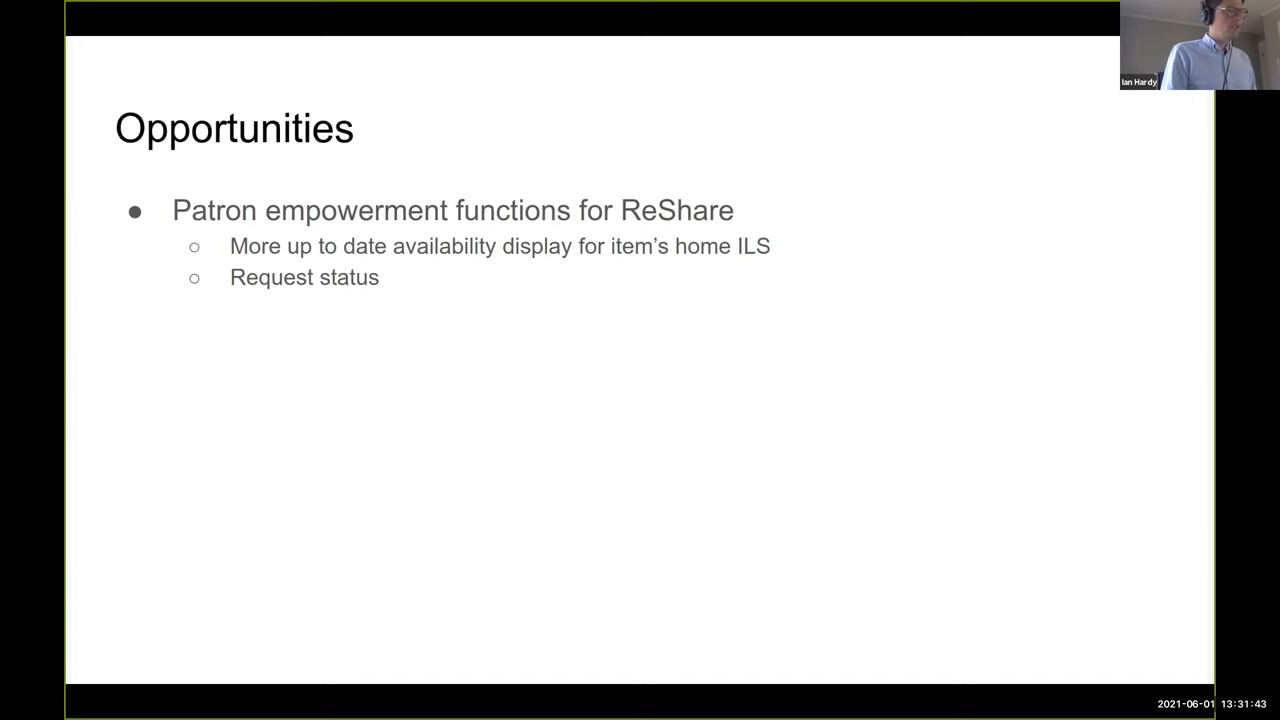 Ian Hardy
Opportunities
● Patron empowerment functions for ReShare
○ More up to date availability display for item’s home ILS
○ Request status
2021-06-01 13:31:43